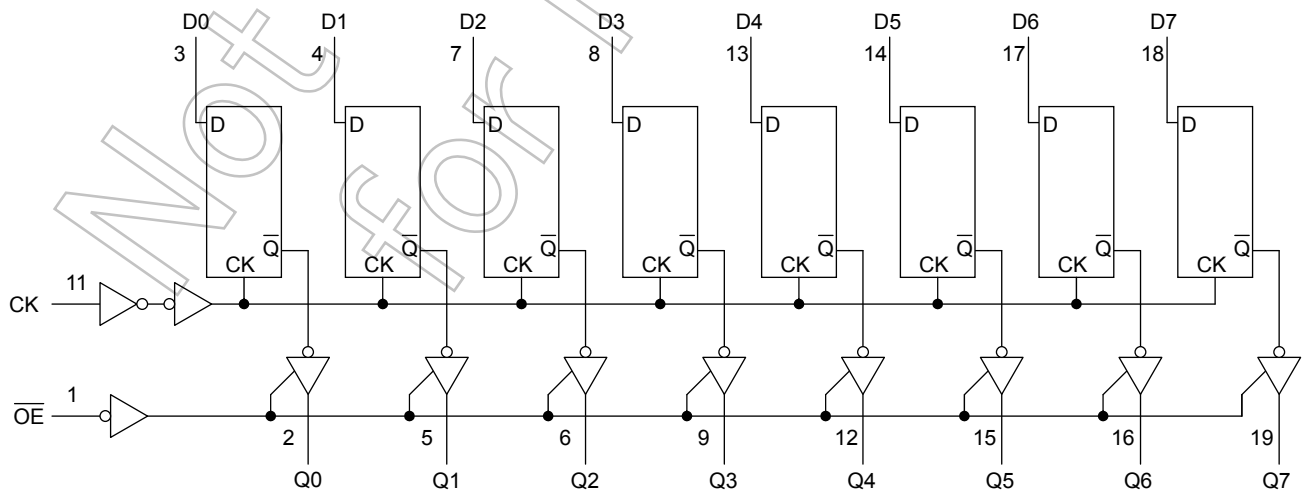 D0 D1 D2 D3 D4 D5 D6 D7
3 4 7 8 13 14 17 18
D D D D D D D D
Q̅ Q̅ Q̅ Q̅ Q̅ Q̅ Q̅ Q̅
CK CK CK CK CK CK CK CK
11
CK
1
O̅E̅
2 5 6 9 12 15 16 19
Q0 Q1 Q2 Q3 Q4 Q5 Q6 Q7
Not
for